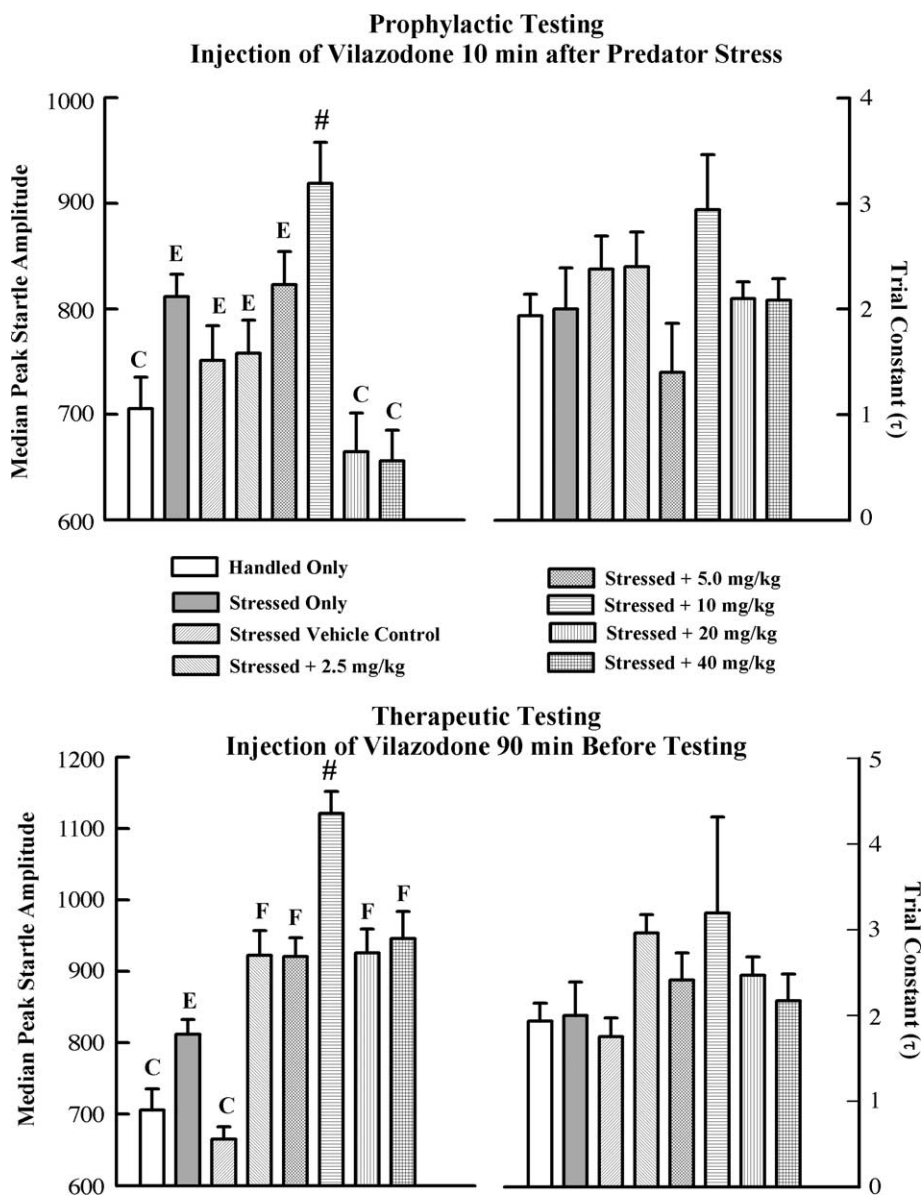 Prophylactic Testing
Injection of Vilazodone 10 min after Predator Stress
Median Peak Startle Amplitude
1000
900
800
700
600
C
E
E
E
E
#
C
C
4
3
2
1
0
Trial Constant (τ)
Handled Only
Stressed Only
Stressed Vehicle Control
Stressed + 2.5 mg/kg
Stressed + 5.0 mg/kg
Stressed + 10 mg/kg
Stressed + 20 mg/kg
Stressed + 40 mg/kg
Therapeutic Testing
Injection of Vilazodone 90 min Before Testing
Median Peak Startle Amplitude
1200
1100
1000
900
800
700
600
C
E
C
F
F
#
F
F
5
4
3
2
1
0
Trial Constant (τ)